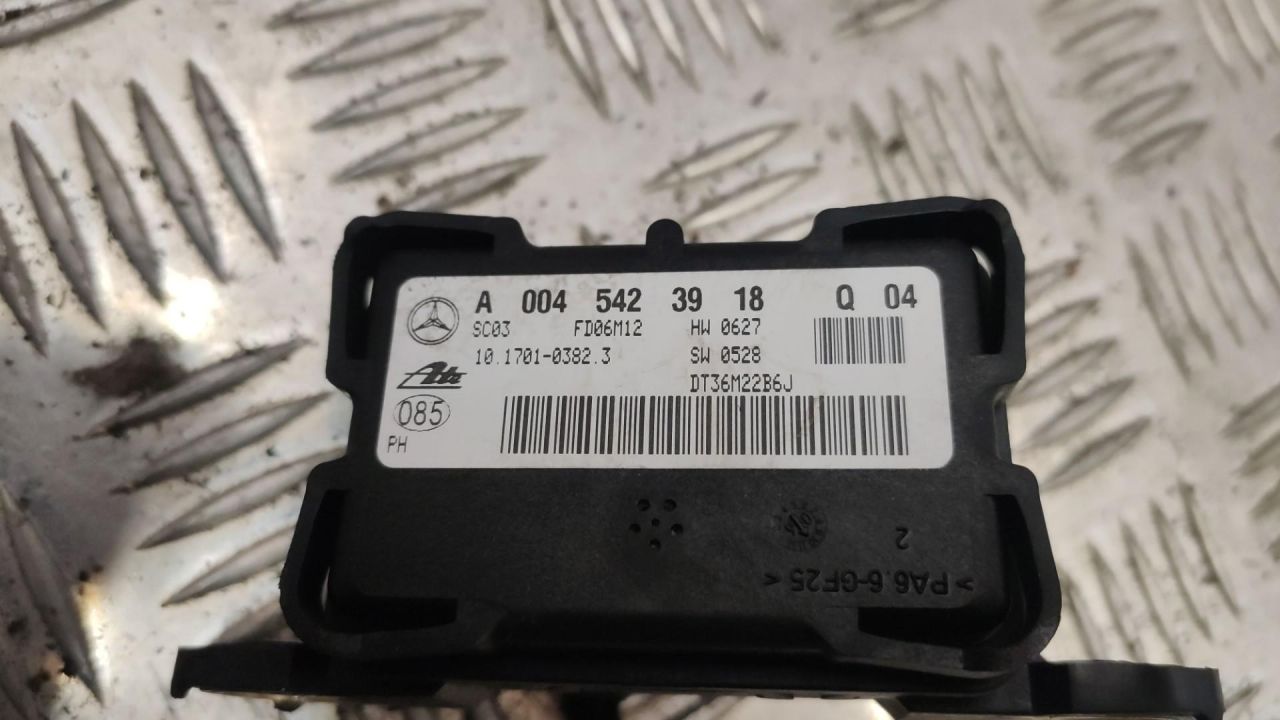 A 004 542 39 18 Q 04
SC03 FD06M12 HW 0627
10.1701-0382.3 SW 0528
Ate DT36M22B6J
085
PH
2
>PA6.6-GF25<